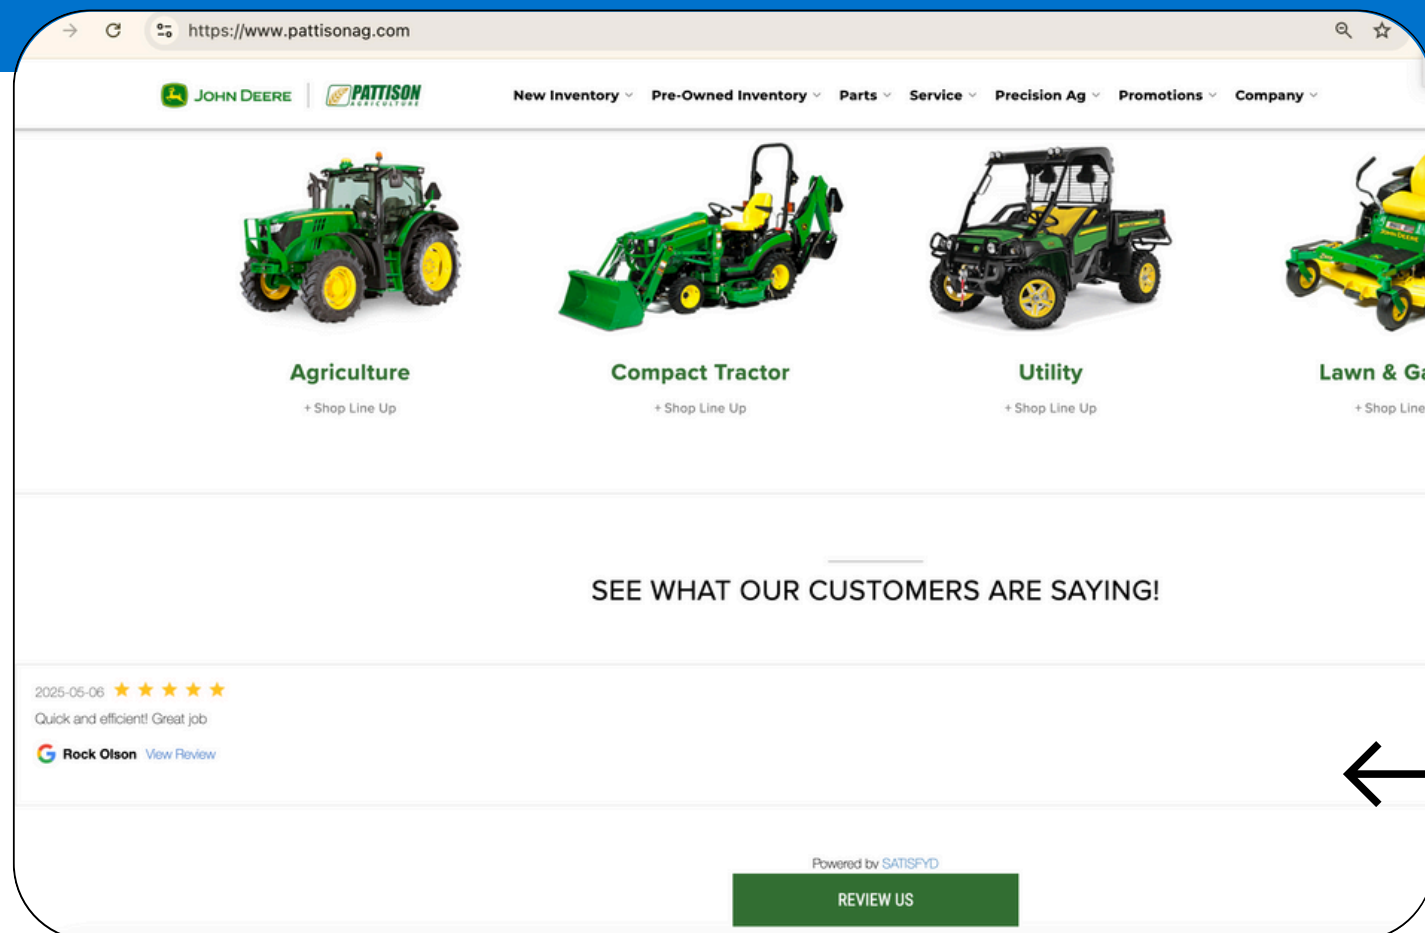 https://www.pattisonag.com
JOHN DEERE PATTISON AGRICULTURE New Inventory Pre-Owned Inventory Parts Service Precision Ag Promotions Company
Agriculture Compact Tractor Utility Lawn & Ga
+ Shop Line Up + Shop Line Up + Shop Line Up + Shop Line
SEE WHAT OUR CUSTOMERS ARE SAYING!
2025-05-06
Quick and efficient! Great job
Rock Olson View Review
Powered by SATISFYD
REVIEW US